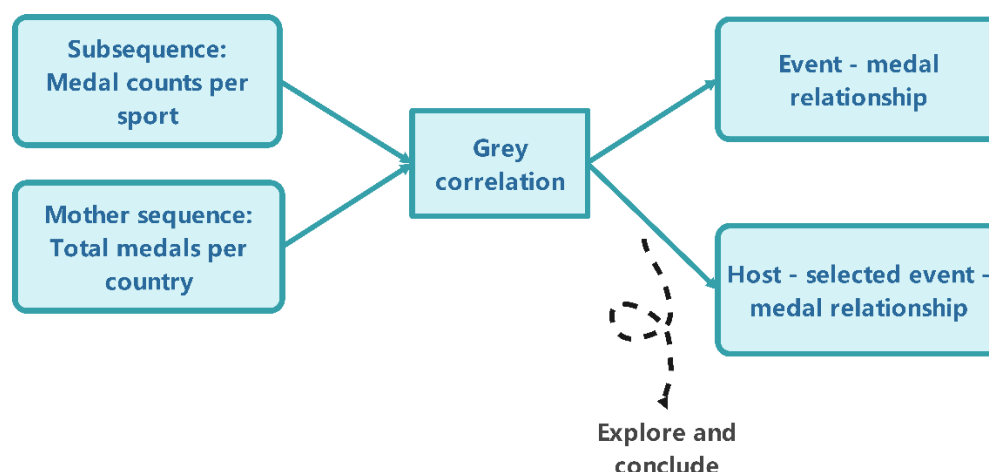 Subsequence:
Medal counts per
sport
Mother sequence:
Total medals per
country
Grey
correlation
Event - medal
relationship
Host - selected event -
medal relationship
Explore and
conclude